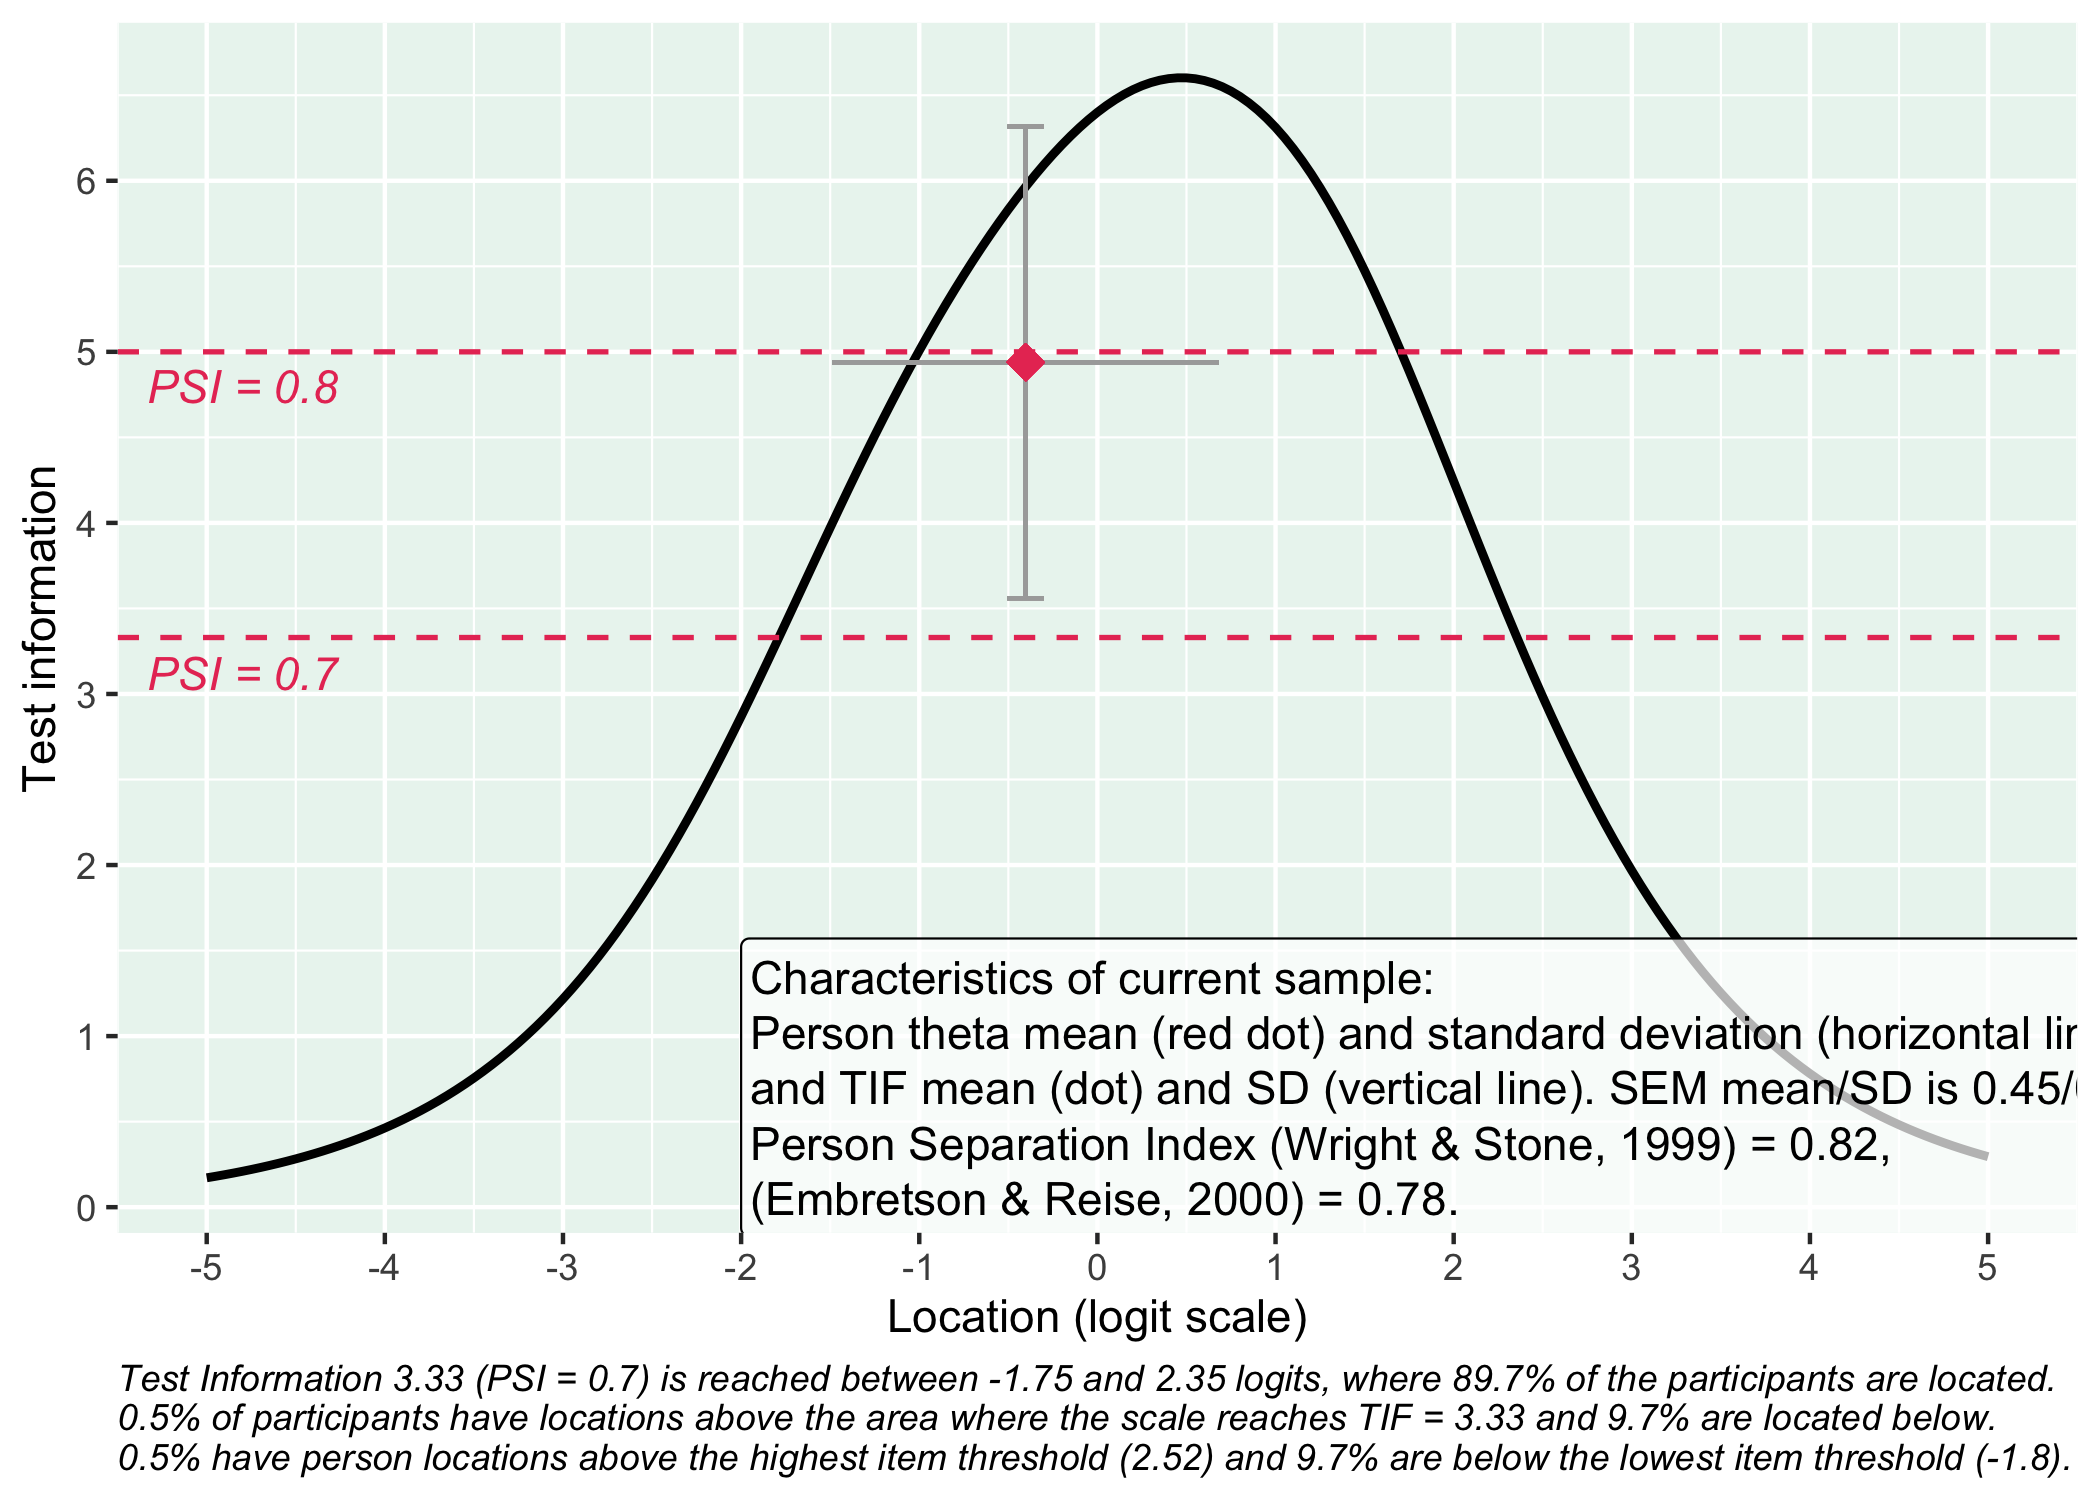 6
5
PSI = 0.8
4
PSI = 0.7
3
2
1
0
Test information
Characteristics of current sample:
Person theta mean (red dot) and standard deviation (horizontal
and TIF mean (dot) and SD (vertical line). SEM mean/SD is 0.45/
Person Separation Index (Wright & Stone, 1999) = 0.82,
(Embretson & Reise, 2000) = 0.78.
-5 -4 -3 -2 -1 0 1 2 3 4 5
Location (logit scale)
Test Information 3.33 (PSI = 0.7) is reached between -1.75 and 2.35 logits, where 89.7% of the participants are located.
0.5% of participants have locations above the area where the scale reaches TIF = 3.33 and 9.7% are located below.
0.5% have person locations above the highest item threshold (2.52) and 9.7% are below the lowest item threshold (-1.8).